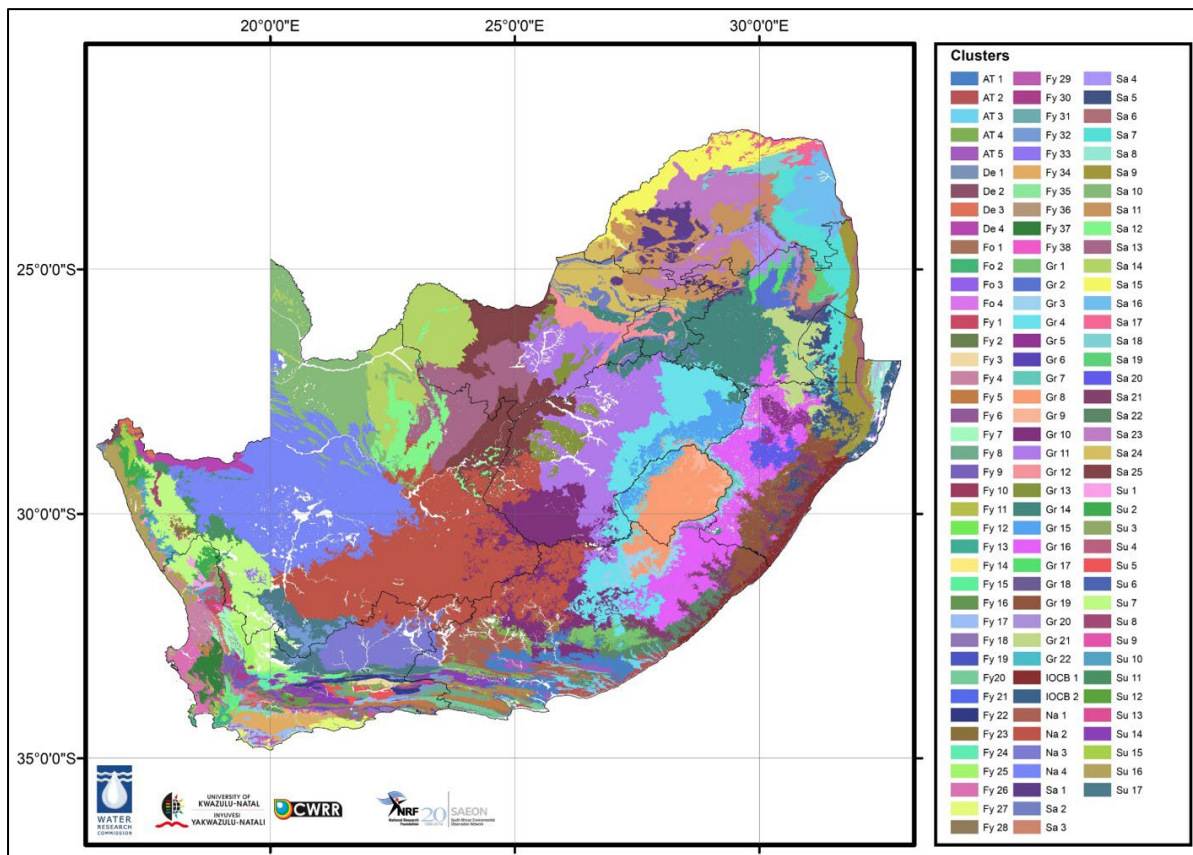 20°0'0"E
25°0'0"E
30°0'0"E
25°0'0"S
30°0'0"S
35°0'0"S
WATER
RESEARCH
COMMISSION
UNIVERSITY OF
KWAZULU-NATAL
INYUVESI
YAKWAZULU-NATALI
CWRR
NRF
National Research
Foundation
20
SAEON
South African Environmental
Observation Network
Clusters
AT 1
AT 2
AT 3
AT 4
AT 5
De 1
De 2
De 3
De 4
Fo 1
Fo 2
Fo 3
Fo 4
Fy 1
Fy 2
Fy 3
Fy 4
Fy 5
Fy 6
Fy 7
Fy 8
Fy 9
Fy 10
Fy 11
Fy 12
Fy 13
Fy 14
Fy 15
Fy 16
Fy 17
Fy 18
Fy 19
Fy20
Fy 21
Fy 22
Fy 23
Fy 24
Fy 25
Fy 26
Fy 27
Fy 28
Fy 29
Fy 30
Fy 31
Fy 32
Fy 33
Fy 34
Fy 35
Fy 36
Fy 37
Fy 38
Gr 1
Gr 2
Gr 3
Gr 4
Gr 5
Gr 6
Gr 7
Gr 8
Gr 9
Gr 10
Gr 11
Gr 12
Gr 13
Gr 14
Gr 15
Gr 16
Gr 17
Gr 18
Gr 19
Gr 20
Gr 21
Gr 22
IOCB 1
IOCB 2
Na 1
Na 2
Na 3
Na 4
Sa 1
Sa 2
Sa 3
Sa 4
Sa 5
Sa 6
Sa 7
Sa 8
Sa 9
Sa 10
Sa 11
Sa 12
Sa 13
Sa 14
Sa 15
Sa 16
Sa 17
Sa 18
Sa 19
Sa 20
Sa 21
Sa 22
Sa 23
Sa 24
Sa 25
Su 1
Su 2
Su 3
Su 4
Su 5
Su 6
Su 7
Su 8
Su 9
Su 10
Su 11
Su 12
Su 13
Su 14
Su 15
Su 16
Su 17